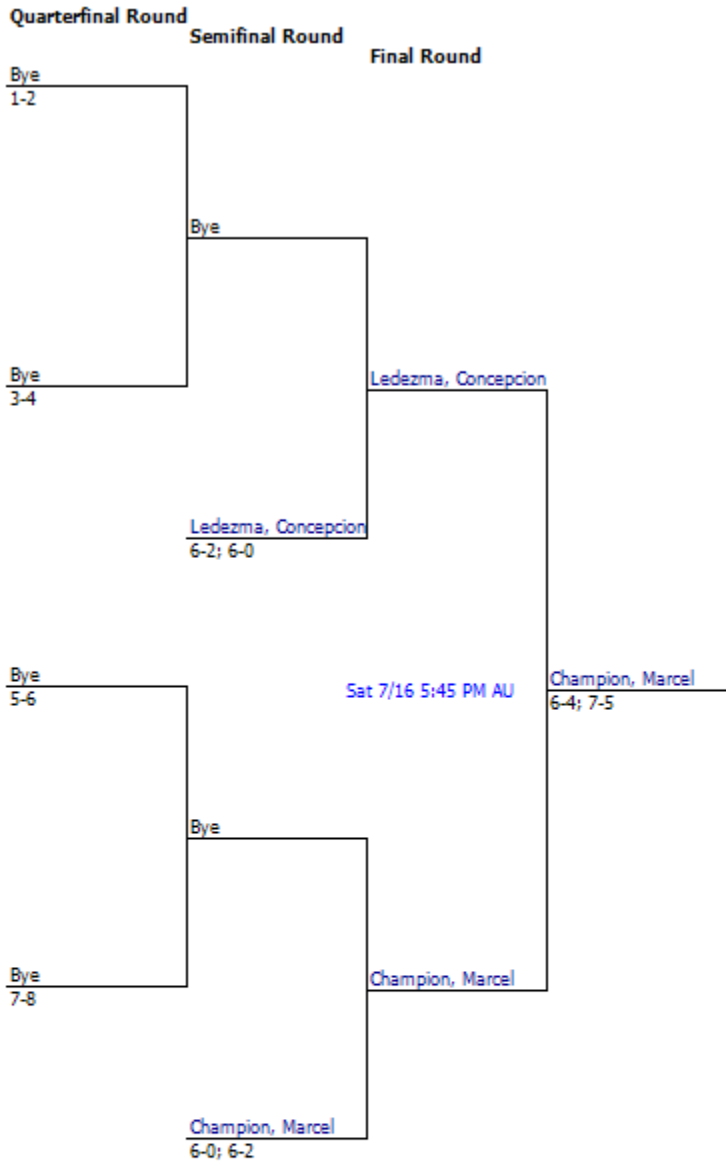 Quarterfinal Round
Semifinal Round
Final Round
Bye
1-2
Bye
Bye
3-4
Ledezma, Concepcion
Ledezma, Concepcion
6-2; 6-0
Bye
5-6
Sat 7/16 5:45 PM AU
Champion, Marcel
6-4; 7-5
Bye
Bye
7-8
Champion, Marcel
Champion, Marcel
6-0; 6-2